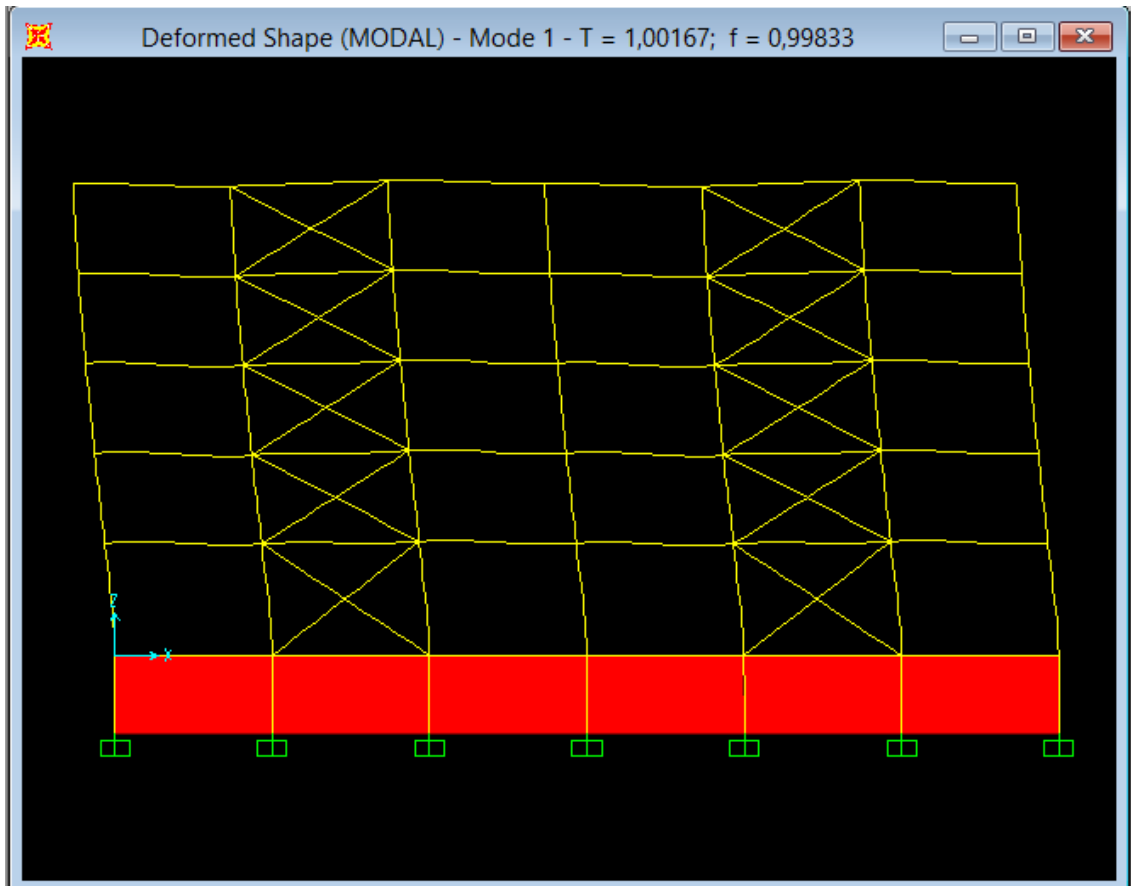 Deformed Shape (MODAL) - Mode 1 - T = 1,00167; f = 0,99833
Z
X